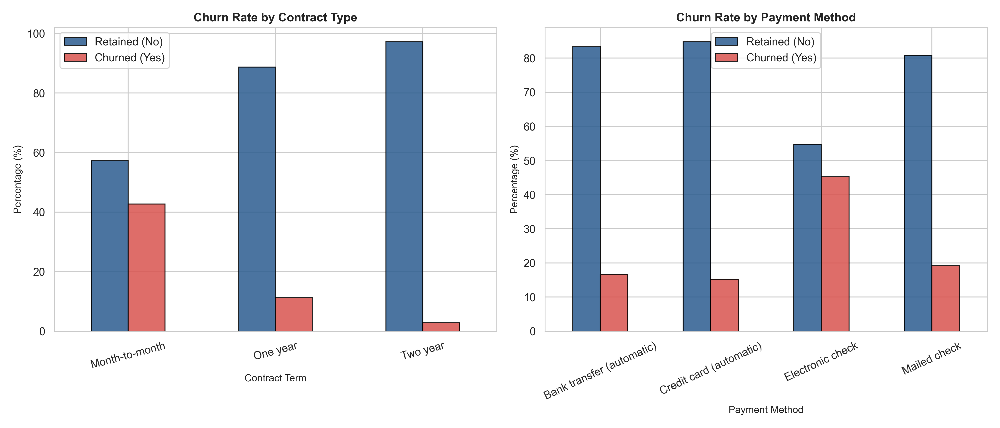 Churn Rate by Contract Type
Retained (No)
Churned (Yes)
Percentage (%)
100
80
60
40
20
0
Month-to-month
One year
Two year
Contract Term
Churn Rate by Payment Method
Retained (No)
Churned (Yes)
Percentage (%)
80
70
60
50
40
30
20
10
0
Bank transfer (automatic)
Credit card (automatic)
Electronic check
Mailed check
Payment Method